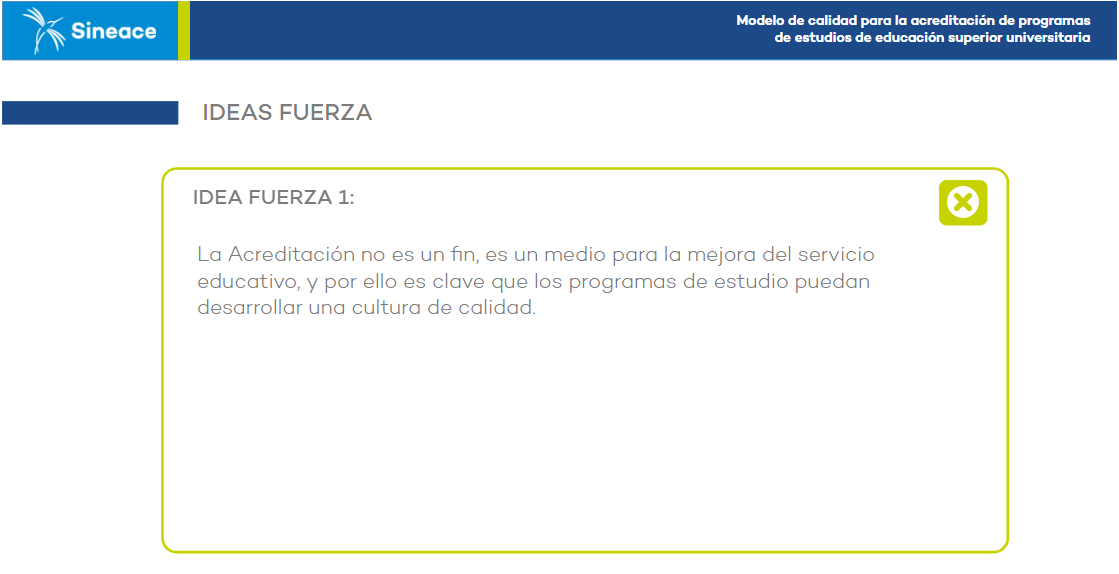 Sineace
Modelo de calidad para la acreditación de programas
de estudios de educación superior universitaria
IDEAS FUERZA
IDEA FUERZA 1:
La Acreditación no es un fin, es un medio para la mejora del servicio
educativo, y por ello es clave que los programas de estudio puedan
desarrollar una cultura de calidad.